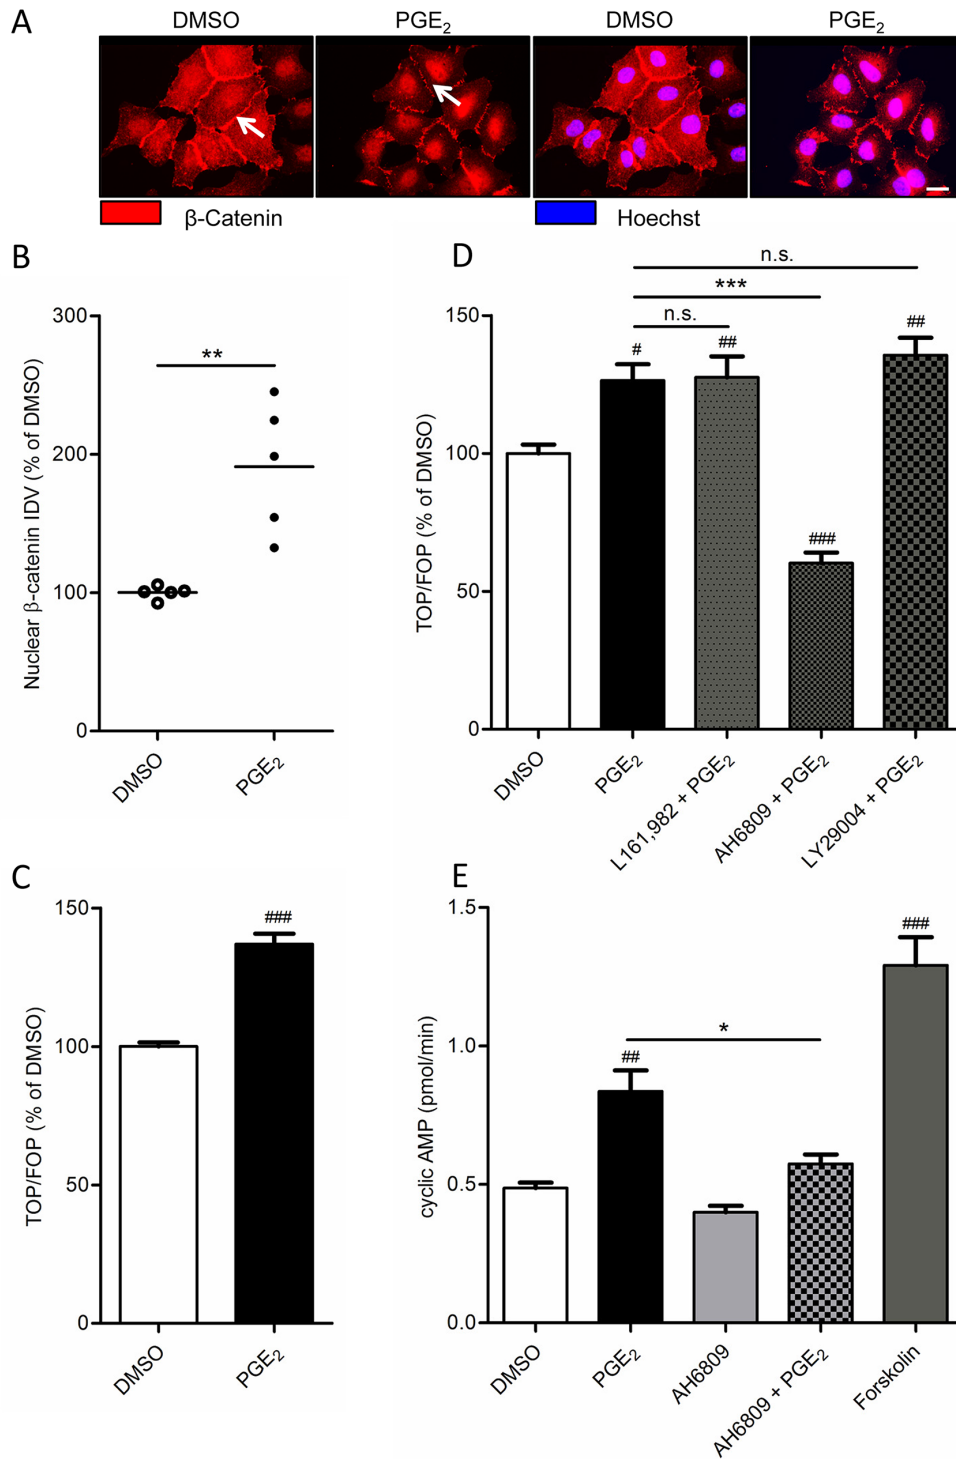 A
DMSO PGE2 DMSO PGE2
β-Catenin Hoechst
B
Nuclear β-catenin IDV (% of DMSO)
300
200
100
0
**
DMSO PGE2
D
TOP/FOP (% of DMSO)
150
100
50
0
n.s.
***
n.s.
# ## ### ##
DMSO PGE2 L161,982 + PGE2 AH6809 + PGE2 LY29004 + PGE2
C
TOP/FOP (% of DMSO)
150
100
50
0
###
DMSO PGE2
E
cyclic AMP (pmol/min)
1.5
1.0
0.5
0.0
##
*
###
DMSO PGE2 AH6809 AH6809 + PGE2 Forskolin